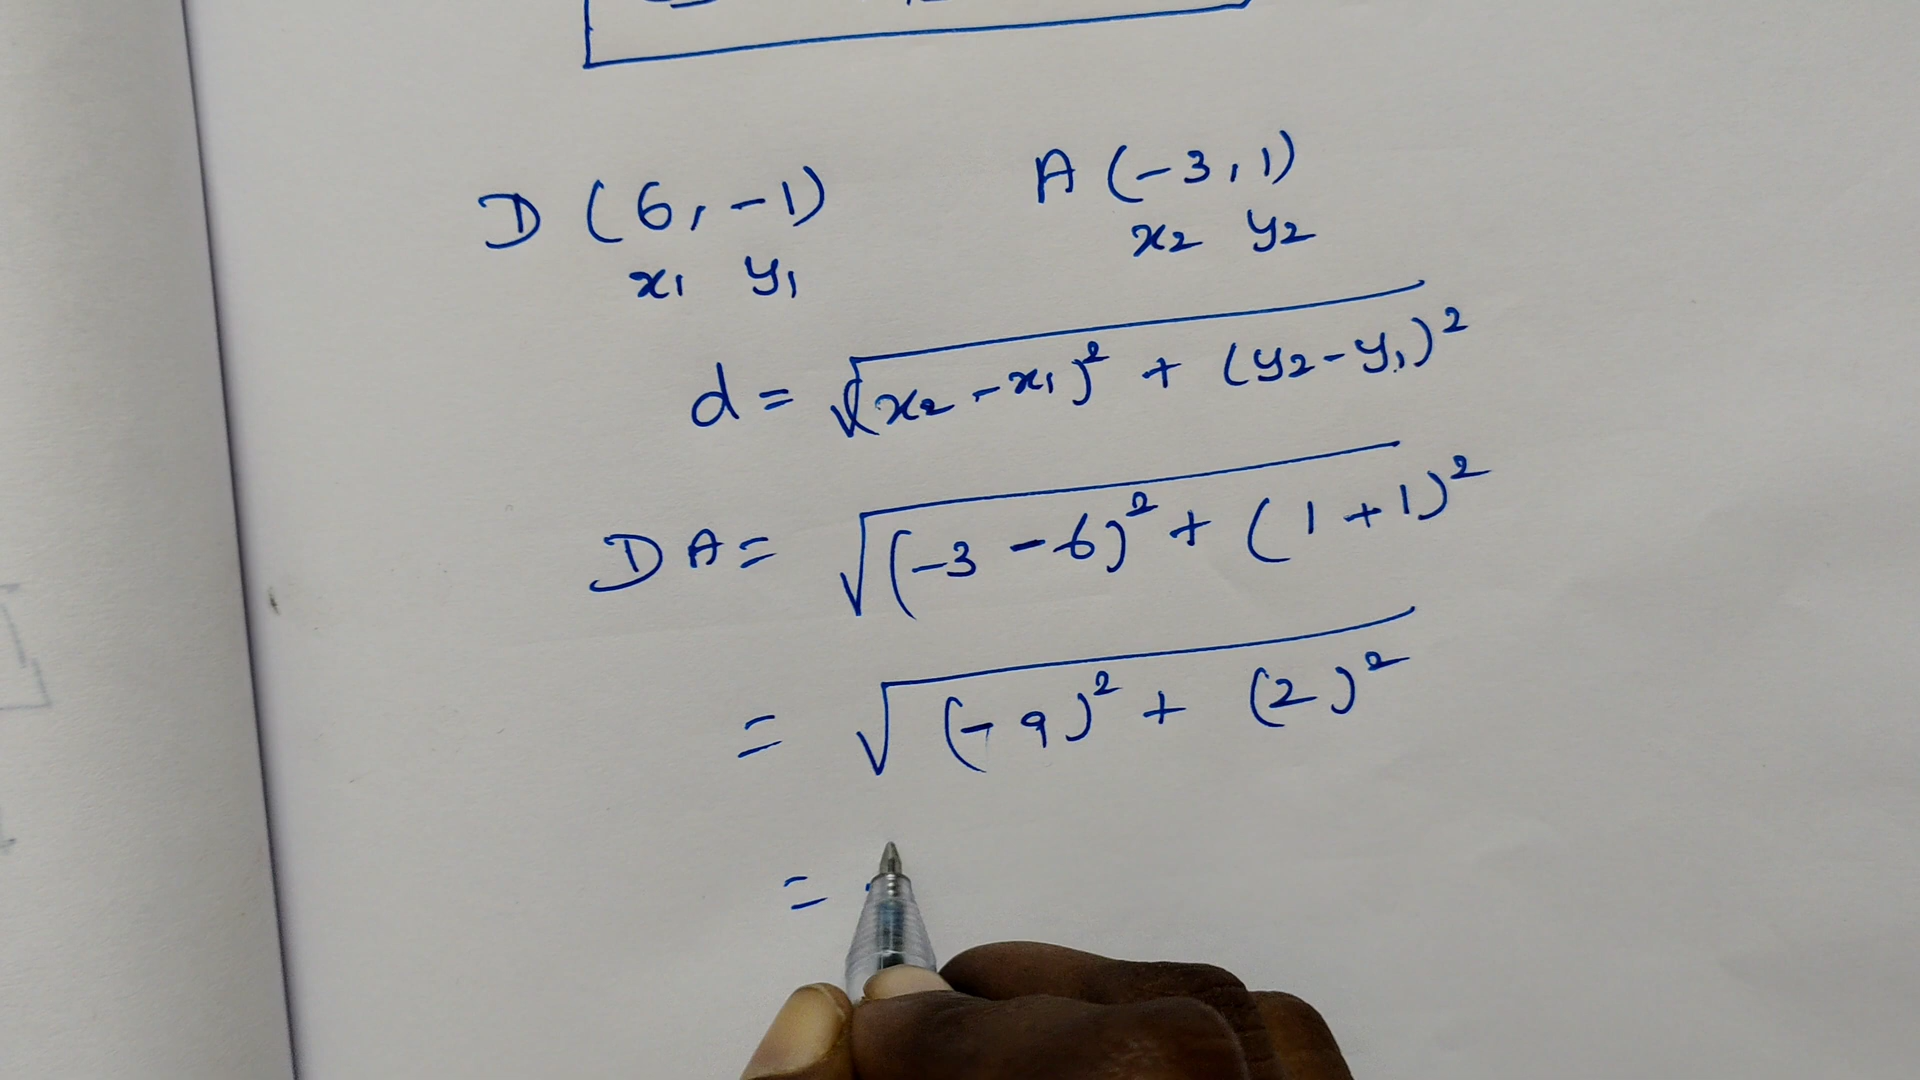 D (6, -1) A (-3, 1)
x₁ y₁ x₂ y₂
d = √(x₂ - x₁)² + (y₂ - y₁)²
DA = √(-3 - 6)² + (1 + 1)²
= √(-9)² + (2)²
=